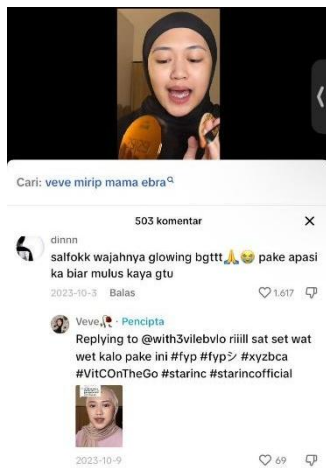 Cari: veve mirip mama ebra
503 komentar
dinnn
salfokk wajahnya glowing bgttt🙏😭 pake apasi
ka biar mulus kaya gtu
2023-10-3 Balas
1.617
Veve🥀 · Pencipta
Replying to @with3vilebvlo riiill sat set wat
wet kalo pake ini #fyp #fypシ #xyzbca
#VitCOnTheGo #starinc #starincofficial
2023-10-9
69